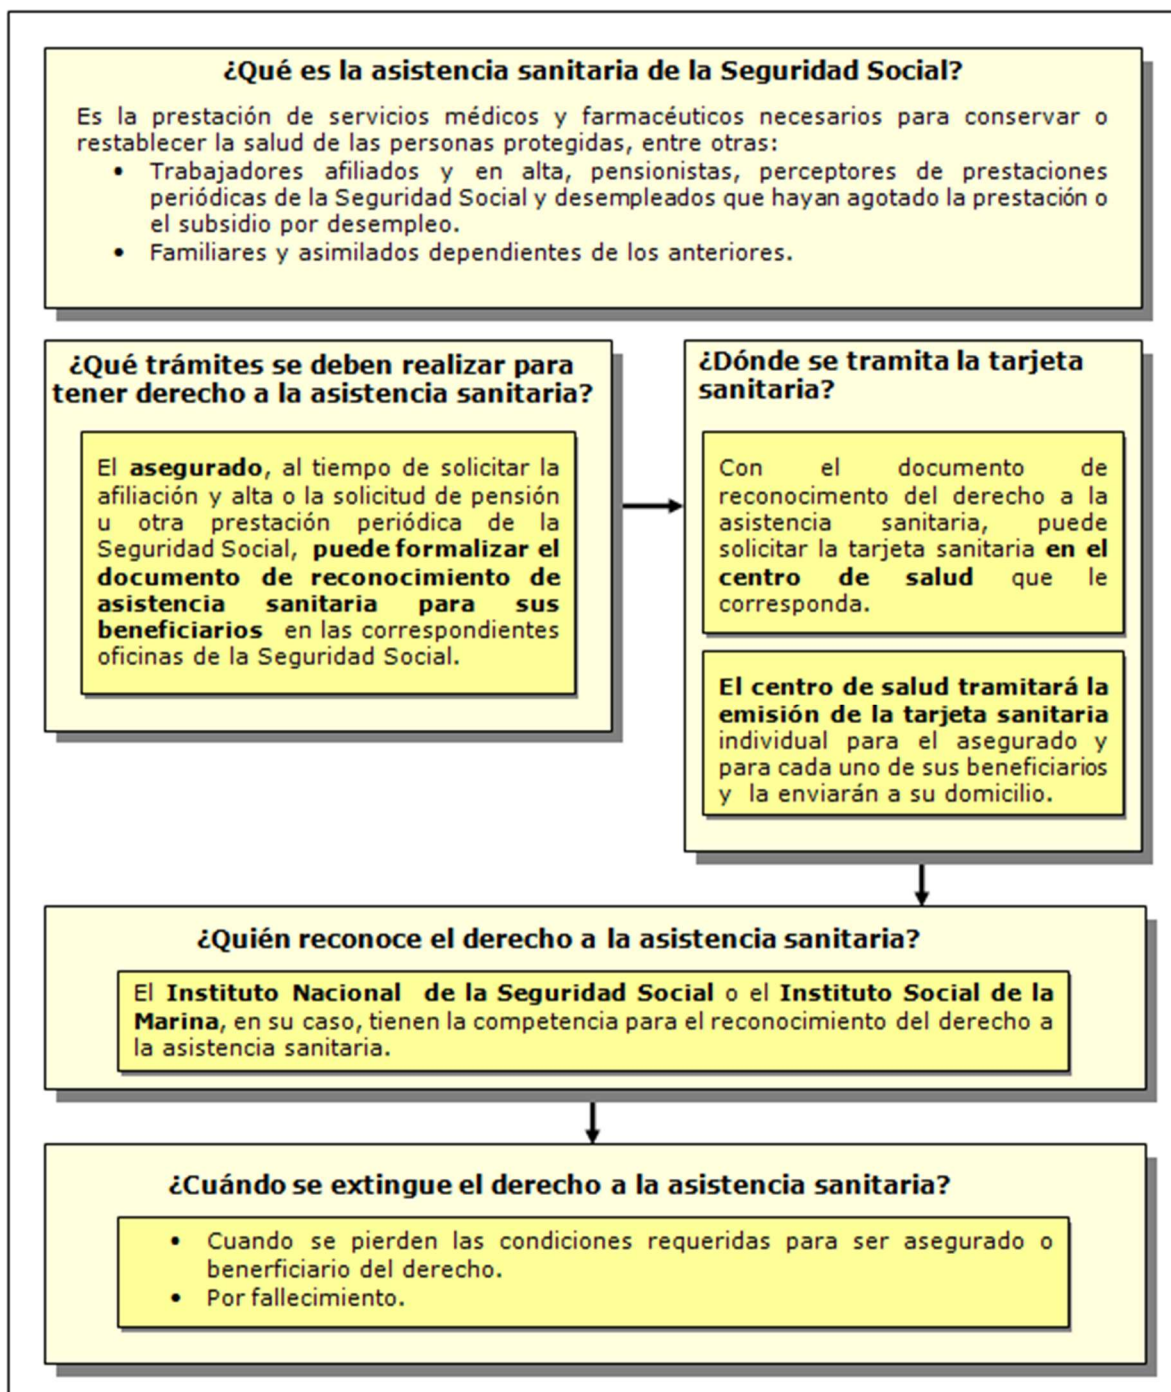 ¿Qué es la asistencia sanitaria de la Seguridad Social?
Es la prestación de servicios médicos y farmacéuticos necesarios para conservar o
restablecer la salud de las personas protegidas, entre otras:
• Trabajadores afiliados y en alta, pensionistas, perceptores de prestaciones
periódicas de la Seguridad Social y desempleados que hayan agotado la prestación o
el subsidio por desempleo.
• Familiares y asimilados dependientes de los anteriores.
¿Qué trámites se deben realizar para
tener derecho a la asistencia sanitaria?
El asegurado, al tiempo de solicitar la
afiliación y alta o la solicitud de pensión
u otra prestación periódica de la
Seguridad Social, puede formalizar el
documento de reconocimiento de
asistencia sanitaria para sus
beneficiarios en las correspondientes
oficinas de la Seguridad Social.
¿Dónde se tramita la tarjeta
sanitaria?
Con el documento de
reconocimento del derecho a la
asistencia sanitaria, puede
solicitar la tarjeta sanitaria en el
centro de salud que le
corresponda.
El centro de salud tramitará la
emisión de la tarjeta sanitaria
individual para el asegurado y
para cada uno de sus beneficiarios
y la enviarán a su domicilio.
¿Quién reconoce el derecho a la asistencia sanitaria?
El Instituto Nacional de la Seguridad Social o el Instituto Social de la
Marina, en su caso, tienen la competencia para el reconocimiento del derecho a
la asistencia sanitaria.
¿Cuándo se extingue el derecho a la asistencia sanitaria?
• Cuando se pierden las condiciones requeridas para ser asegurado o
benerficiario del derecho.
• Por fallecimiento.